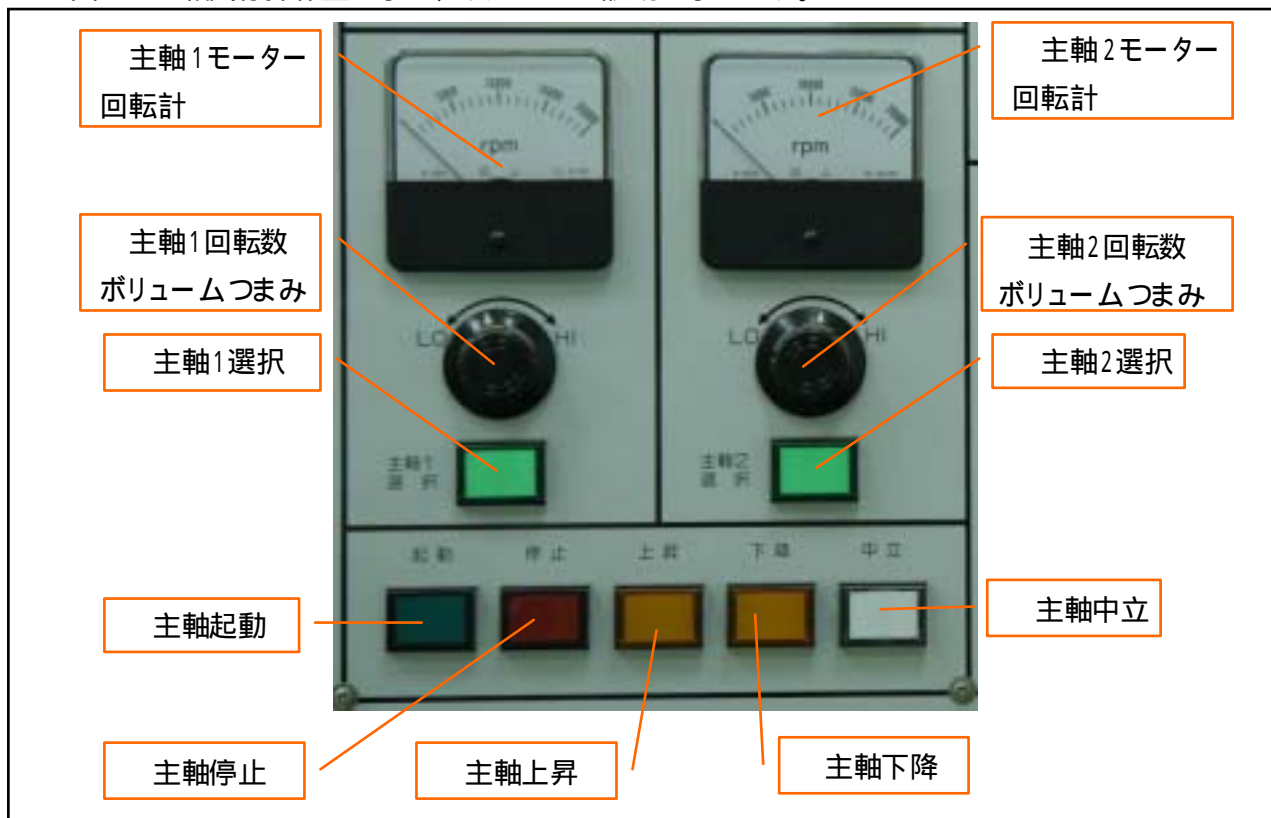 主軸1モーター
回転計
主軸2モーター
回転計
rpm
rpm
主軸1回転数
ボリュームつまみ
主軸2回転数
ボリュームつまみ
LO
HI
LO
HI
主軸1選択
主軸2選択
主軸1
選択
主軸2
選択
起動
停止
上昇
下降
中立
主軸起動
主軸中立
主軸停止
主軸上昇
主軸下降